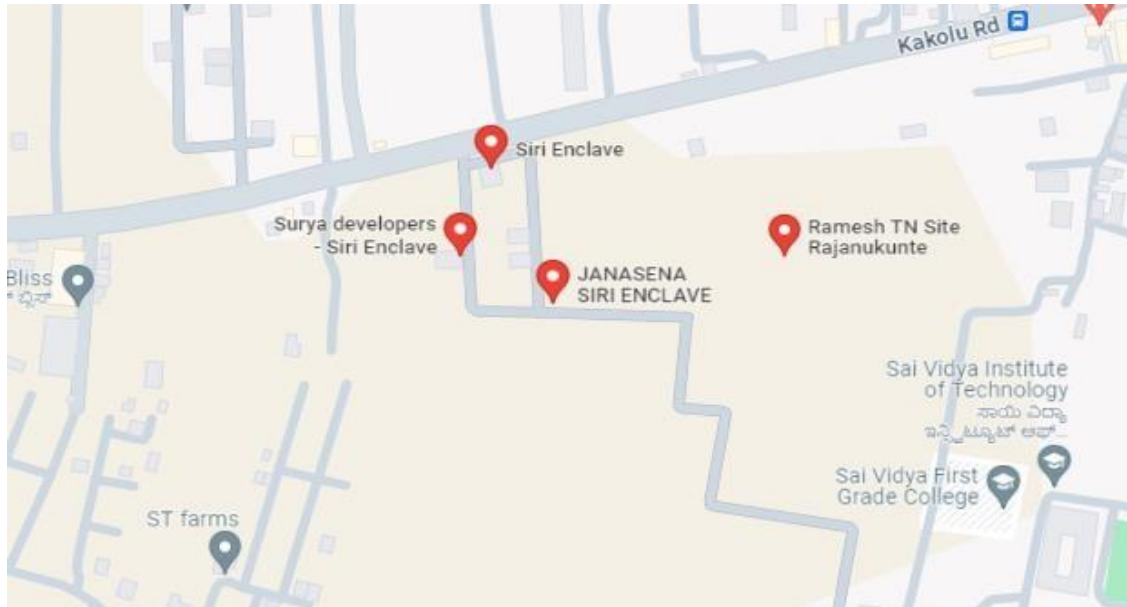 Kakolu Rd
Siri Enclave
Surya developers
- Siri Enclave
Ramesh TN Site
Rajanukunte
JANASENA
SIRI ENCLAVE
Bliss
ಬ್ಲಿಸ್
Sai Vidya Institute
of Technology
ಸಾಯಿ ವಿದ್ಯಾ
ಇನ್ಸ್ಟಿಟ್ಯೂಟ್ ಆಫ್...
Sai Vidya First
Grade College
ST farms